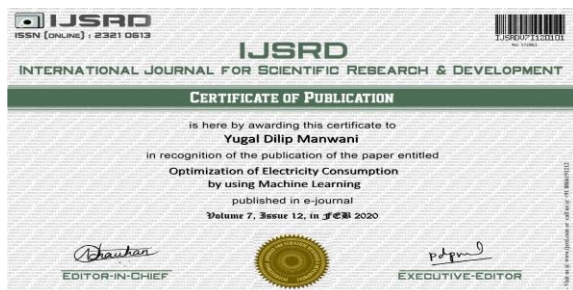 IJSRD
ISSN (ONLINE) : 2321 0613
IJSRDV7I120101
IJSRD
INTERNATIONAL JOURNAL FOR SCIENTIFIC RESEARCH & DEVELOPMENT
CERTIFICATE OF PUBLICATION
is here by awarding this certificate to
Yugal Dilip Manwani
in recognition of the publication of the paper entitled
Optimization of Electricity Consumption
by using Machine Learning
published in e-journal
Volume 7, Issue 12, in FEB 2020
EDITOR-IN-CHIEF
EXECUTIVE-EDITOR